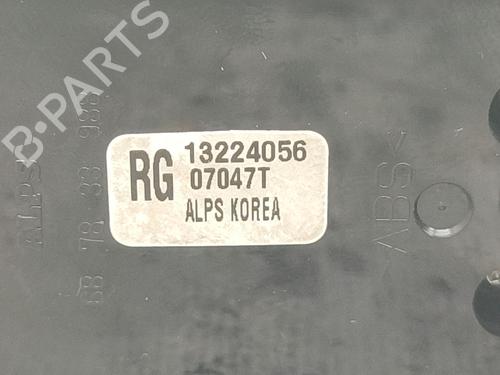 B-PARTS
RG 13224056
07047T
ALPS KOREA
ALPS
>ABS<